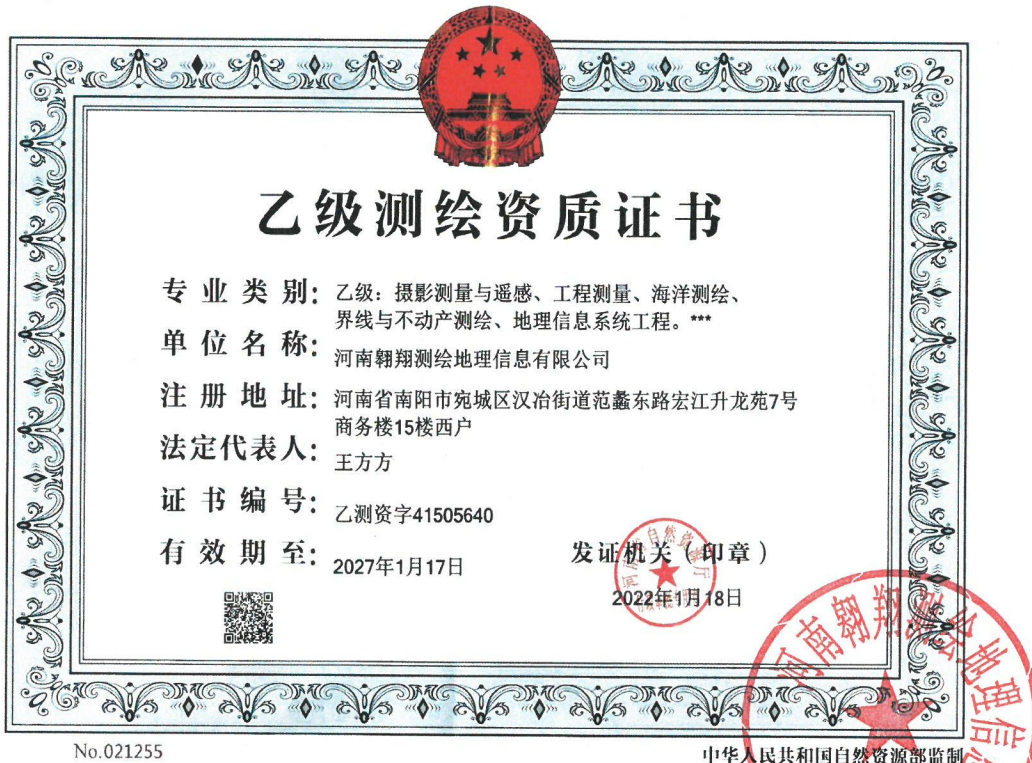 乙级测绘资质证书
专业类别：乙级：摄影测量与遥感、工程测量、海洋测绘、
界线与不动产测绘、地理信息系统工程。***
单位名称：河南翱翔测绘地理信息有限公司
注册地址：河南省南阳市宛城区汉冶街道范蠡东路宏江升龙苑7号
商务楼15楼西户
法定代表人：王方方
证书编号：乙测资字41505640
有效期至：2027年1月17日
发证机关（印章）
2022年1月18日
河南翱翔测绘地理信
No.021255
中华人民共和国自然资源部监制